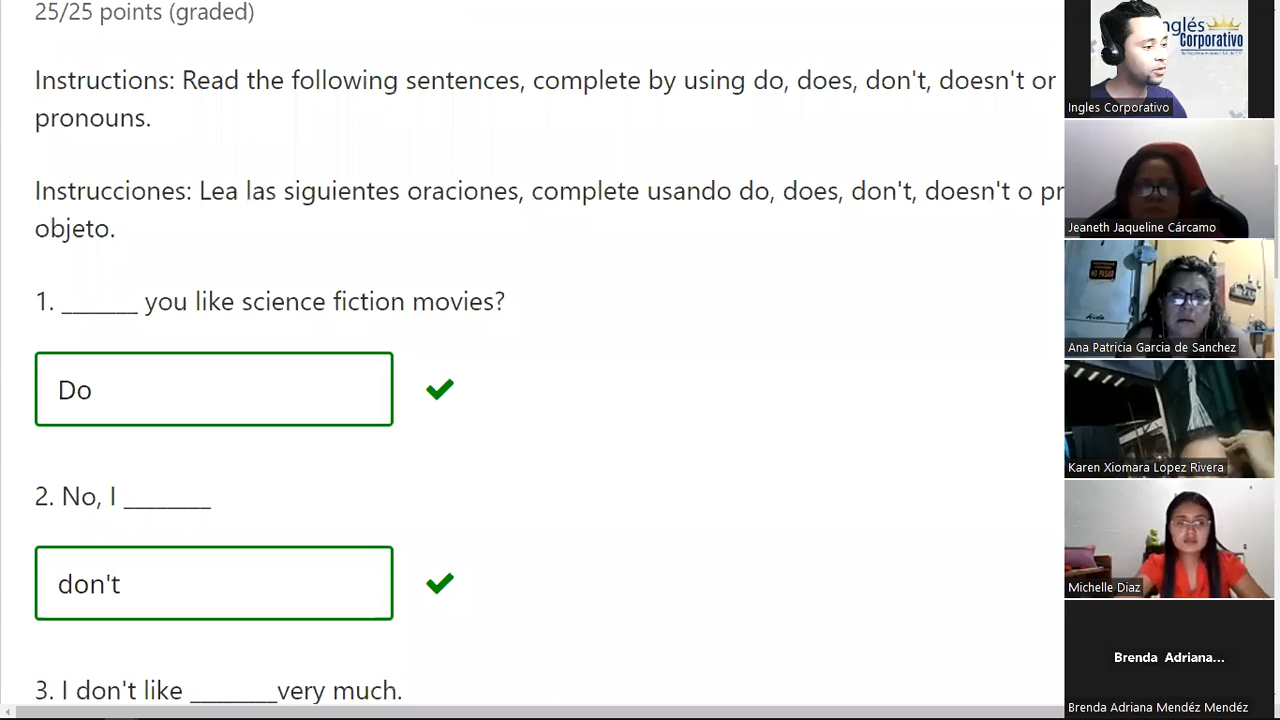 25/25 points (graded)
Instructions: Read the following sentences, complete by using do, does, don't, doesn't or
pronouns.
Instrucciones: Lea las siguientes oraciones, complete usando do, does, don't, doesn't o pr
objeto.
1. _______ you like science fiction movies?
Do
2. No, I ________
don't
3. I don't like ________very much.
nglés
Corporativo
Ingles Corporativo
Jeaneth Jaqueline Cárcamo
Ana Patricia Garcia de Sanchez
Karen Xiomara Lopez Rivera
Michelle Diaz
Brenda Adriana...
Brenda Adriana Mendéz Mendéz